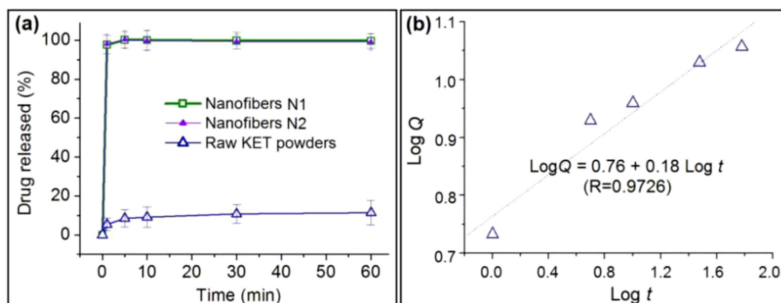 (a)
100
80
60
40
20
0
Drug released (%)
Nanofibers N1
Nanofibers N2
Raw KET powders
0 10 20 30 40 50 60
Time (min)
(b)
1.1
1.0
0.9
0.8
0.7
Log Q
LogQ = 0.76 + 0.18 Log t
(R=0.9726)
0.0 0.4 0.8 1.2 1.6 2.0
Log t